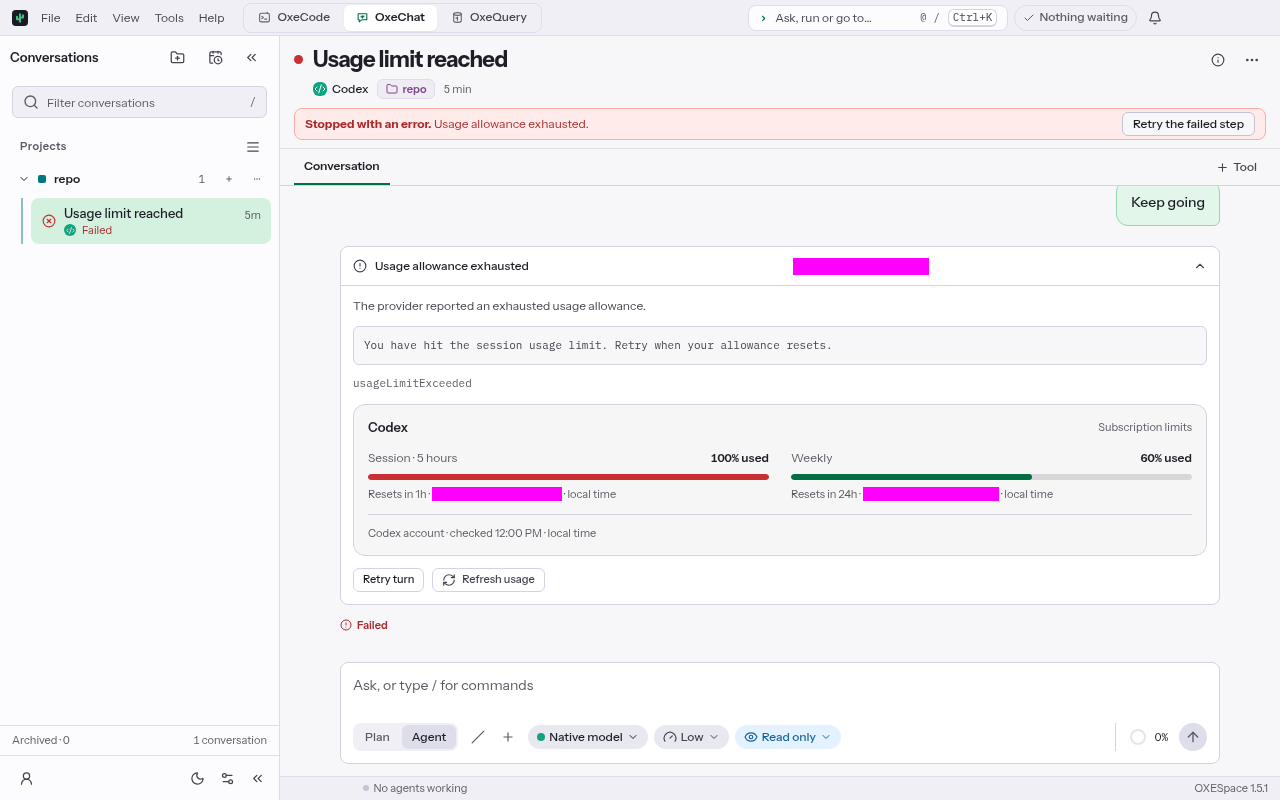 File Edit View Tools Help OxeCode OxeChat OxeQuery Ask, run or go to... @ / Ctrl+K Nothing waiting
Conversations
Filter conversations /
Projects
repo 1 + ...
Usage limit reached 5m
Failed
Archived · 0 1 conversation
Usage limit reached
Codex repo 5 min
Stopped with an error. Usage allowance exhausted. Retry the failed step
Conversation + Tool
Keep going
Usage allowance exhausted
The provider reported an exhausted usage allowance.
You have hit the session usage limit. Retry when your allowance resets.
usageLimitExceeded
Codex Subscription limits
Session · 5 hours 100% used Weekly 60% used
Resets in 1h · · local time Resets in 24h · · local time
Codex account · checked 12:00 PM · local time
Retry turn Refresh usage
Failed
Ask, or type / for commands
Plan Agent Native model Low Read only 0%
No agents working OXESpace 1.5.1